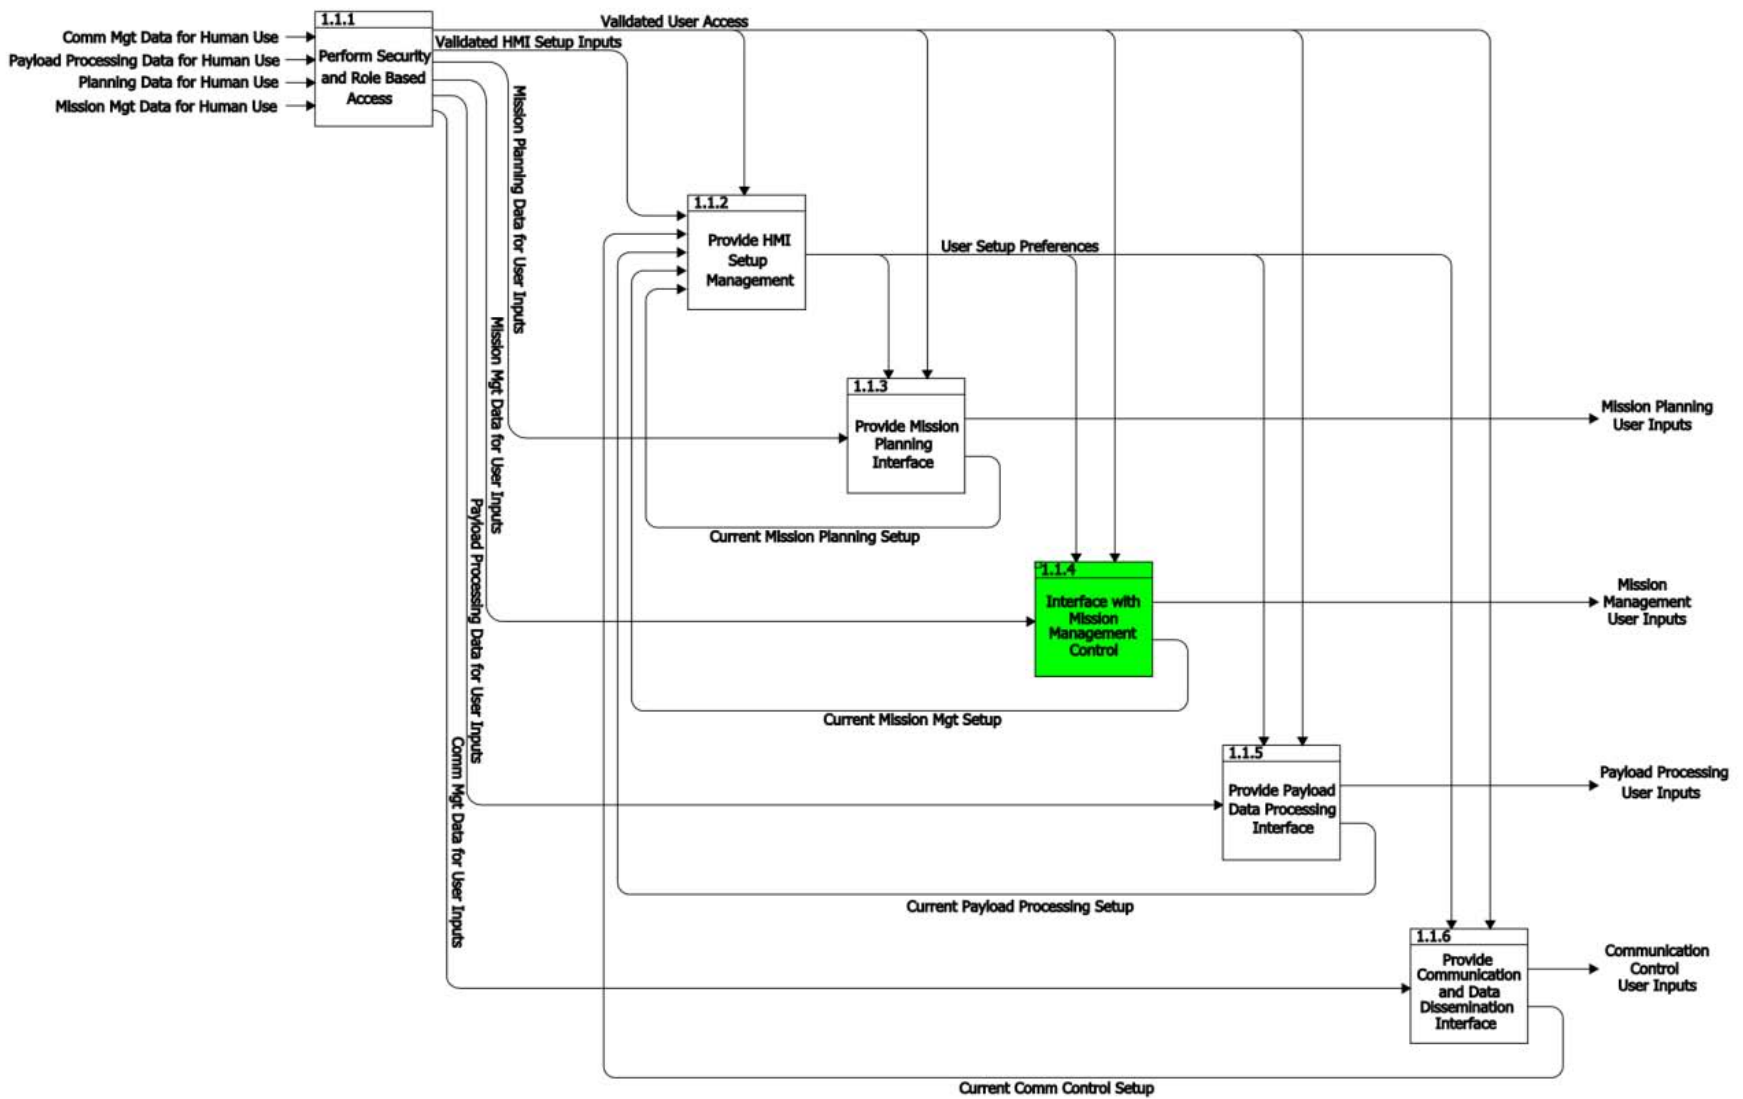 1.1.1
Validated User Access
Comm Mgt Data for Human Use
Validated HMI Setup Inputs
Payload Processing Data for Human Use
Perform Security
and Role Based
Access
Planning Data for Human Use
Mission Mgt Data for Human Use
Mission Planning Data for User Inputs
Mission Mgt Data for User Inputs
Payload Processing Data for User Inputs
Comm Mgt Data for User Inputs
1.1.2
Provide HMI
Setup
Management
User Setup Preferences
1.1.3
Provide Mission
Planning
Interface
Mission Planning
User Inputs
Current Mission Planning Setup
1.1.4
Interface with
Mission
Management
Control
Mission
Management
User Inputs
Current Mission Mgt Setup
1.1.5
Provide Payload
Data Processing
Interface
Payload Processing
User Inputs
Current Payload Processing Setup
1.1.6
Provide
Communication
and Data
Dissemination
Interface
Communication
Control
User Inputs
Current Comm Control Setup